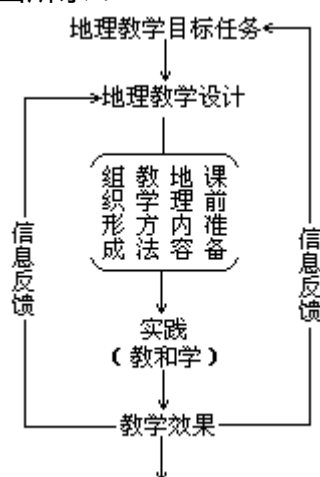 地理教学目标任务
地理教学设计
组织形成
教学方法
地理内容
课前准备
信息反馈
信息反馈
实践
（教和学）
教学效果